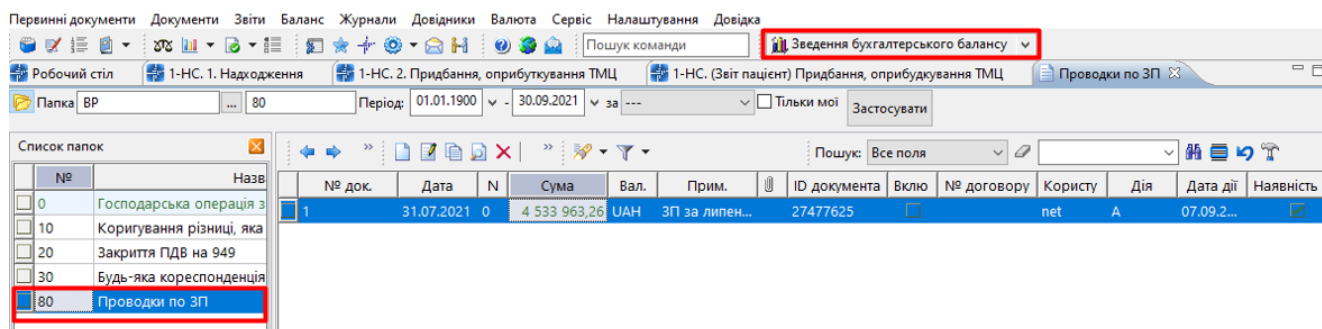 Первинні документи Документи Звіти Баланс Журнали Довідники Валюта Сервіс Налаштування Довідка
Пошук команди Зведення бухгалтерського балансу
Робочий стіл 1-НС. 1. Надходження 1-НС. 2. Придбання, оприбуткування ТМЦ 1-НС. (Звіт пацієнт) Придбання, оприбудкування ТМЦ Проводки по ЗП
Папка ВР ... 80 Період: 01.01.1900 - 30.09.2021 за --- Тільки мої Застосувати
Список папок Пошук: Все поля
№ Назв
№ док. Дата N Сума Вал. Прим. ID документа Вклю № договору Користу Дія Дата дії Наявність
0 Господарська операція з
1 31.07.2021 0 4 533 963,26 UAH ЗП за липен... 27477625 net A 07.09.2...
10 Коригування різниці, яка
20 Закриття ПДВ на 949
30 Будь-яка кореспонденція
80 Проводки по ЗП